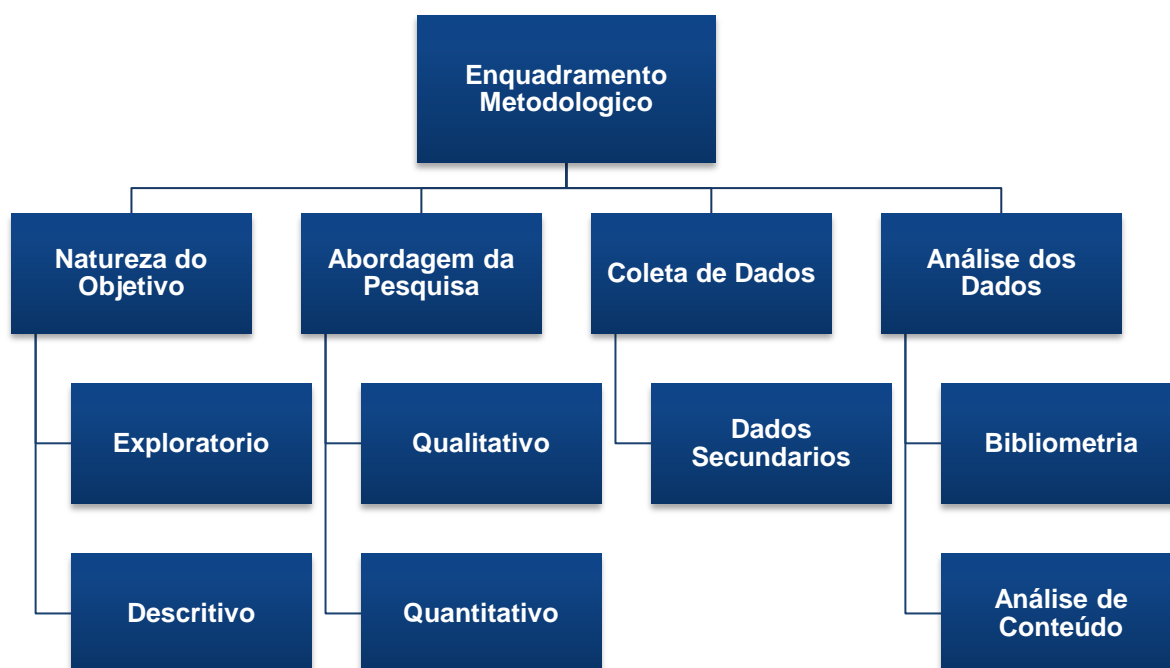 Enquadramento
Metodologico
Natureza do
Objetivo
Abordagem da
Pesquisa
Coleta de Dados
Análise dos
Dados
Exploratorio
Qualitativo
Dados
Secundarios
Bibliometria
Descritivo
Quantitativo
Análise de
Conteúdo